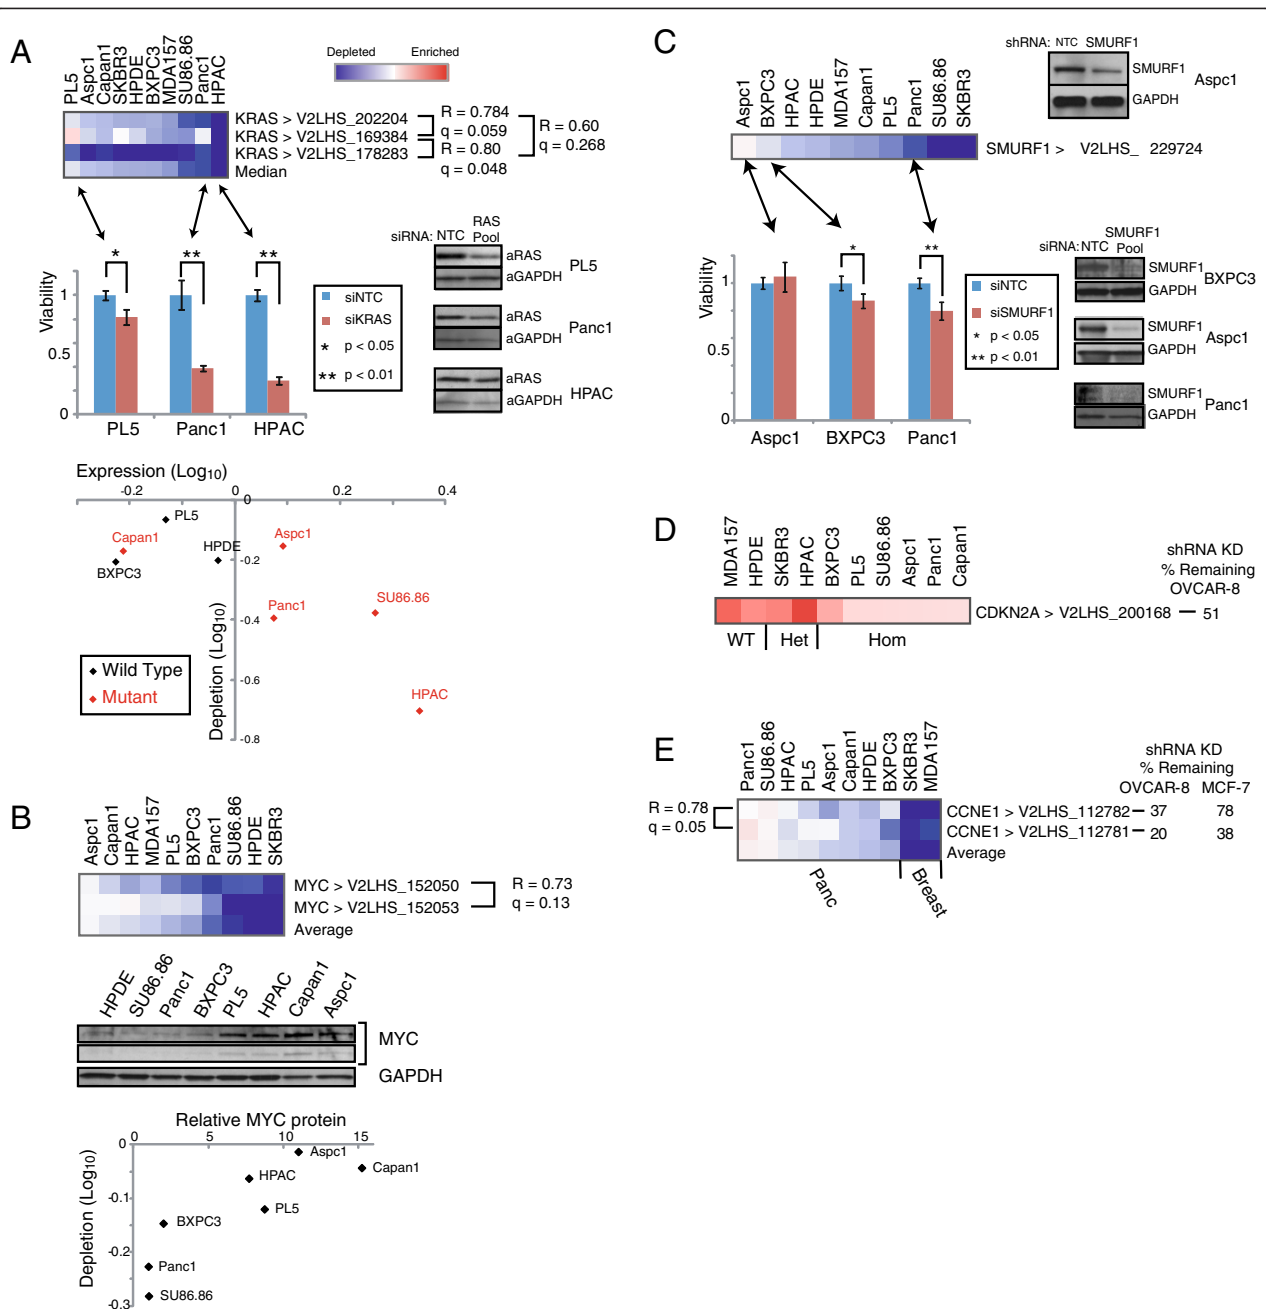 A
PL5
Aspc1
Capan1
SKBR3
HPDE
BXPC3
MDA157
SU86.86
Panc1
HPAC
Depleted Enriched
KRAS > V2LHS_202204
KRAS > V2LHS_169384
KRAS > V2LHS_178283
Median
R = 0.784
q = 0.059
R = 0.80
q = 0.048
R = 0.60
q = 0.268
Viability
1
0.5
0
* ** **
PL5 Panc1 HPAC
siNTC
siKRAS
* p < 0.05
** p < 0.01
siRNA: NTC RAS Pool
aRAS
aGAPDH
PL5
aRAS
aGAPDH
Panc1
aRAS
aGAPDH
HPAC
Expression (Log10)
-0.2 0 0.2 0.4
0
-0.2
-0.4
-0.6
-0.8
Depletion (Log10)
PL5
Capan1
BXPC3
HPDE
Aspc1
Panc1
SU86.86
HPAC
Wild Type
Mutant
B
Aspc1
Capan1
HPAC
MDA157
PL5
BXPC3
Panc1
SU86.86
HPDE
SKBR3
MYC > V2LHS_152050
MYC > V2LHS_152053
Average
R = 0.73
q = 0.13
HPDE
SU86.86
Panc1
BXPC3
PL5
HPAC
Capan1
Aspc1
MYC
GAPDH
Relative MYC protein
0 5 10 15
0
-0.1
-0.2
-0.3
Depletion (Log10)
Aspc1
Capan1
HPAC
PL5
BXPC3
Panc1
SU86.86
C
Aspc1
BXPC3
HPAC
HPDE
MDA157
Capan1
PL5
Panc1
SU86.86
SKBR3
SMURF1 > V2LHS_ 229724
shRNA: NTC SMURF1
SMURF1
GAPDH
Aspc1
Viability
1
0.5
0
* **
Aspc1 BXPC3 Panc1
siNTC
siSMURF1
* p < 0.05
** p < 0.01
siRNA: NTC SMURF1 Pool
SMURF1
GAPDH
BXPC3
SMURF1
GAPDH
Aspc1
SMURF1
GAPDH
Panc1
D
MDA157
HPDE
SKBR3
HPAC
BXPC3
PL5
SU86.86
Aspc1
Panc1
Capan1
shRNA KD
% Remaining
OVCAR-8
CDKN2A > V2LHS_200168 51
WT Het Hom
E
Panc1
SU86.86
HPAC
PL5
Aspc1
Capan1
HPDE
BXPC3
SKBR3
MDA157
shRNA KD
% Remaining
OVCAR-8 MCF-7
R = 0.78
q = 0.05
CCNE1 > V2LHS_112782 37 78
CCNE1 > V2LHS_112781 20 38
Average
Panc
Breast